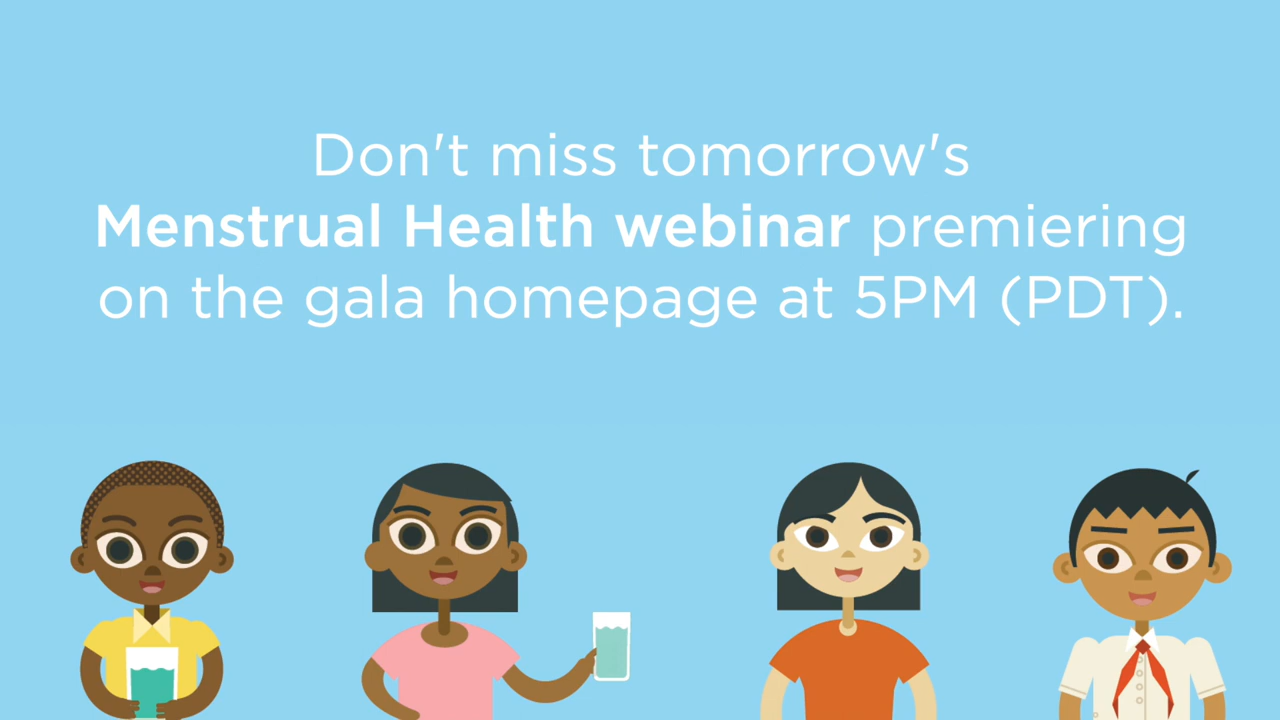 Don't miss tomorrow's
Menstrual Health webinar premiering
on the gala homepage at 5PM (PDT).